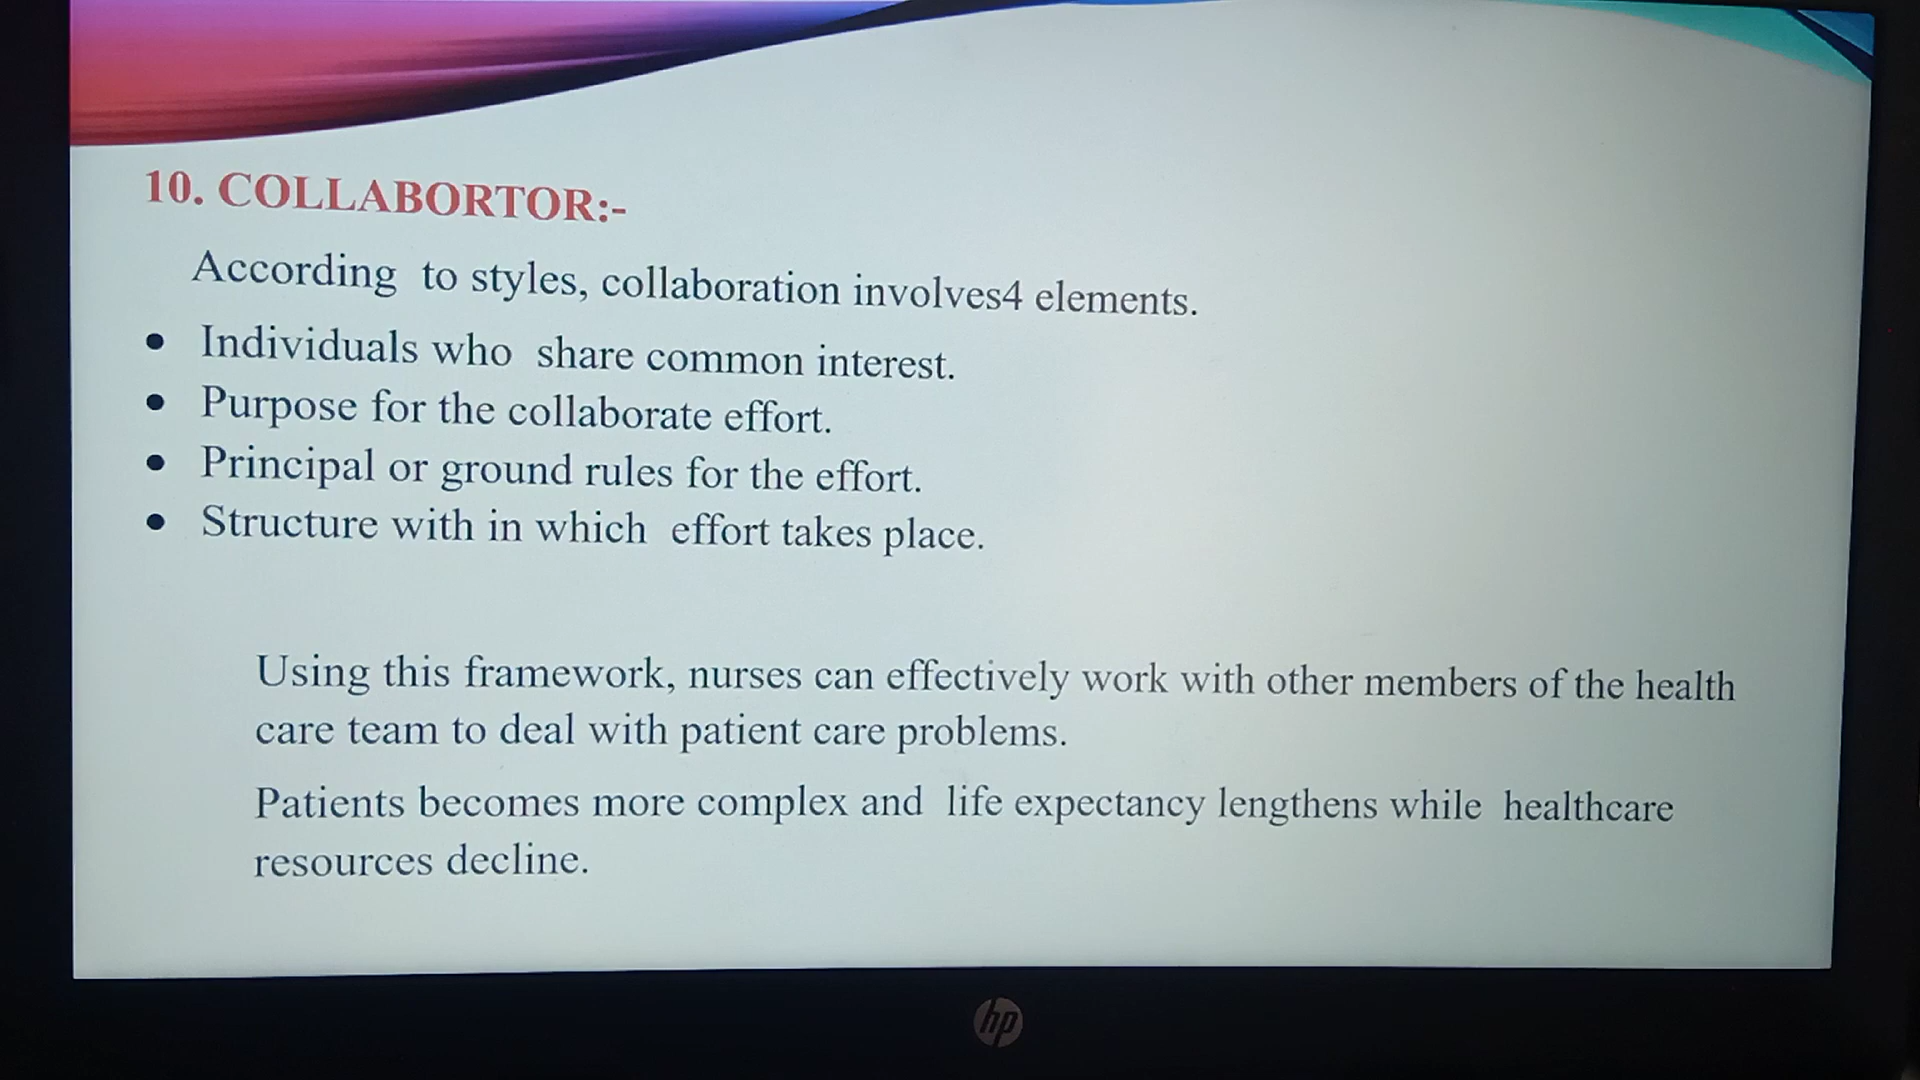 10. COLLABORTOR:-
According to styles, collaboration involves4 elements.
• Individuals who share common interest.
• Purpose for the collaborate effort.
• Principal or ground rules for the effort.
• Structure with in which effort takes place.
Using this framework, nurses can effectively work with other members of the health
care team to deal with patient care problems.
Patients becomes more complex and life expectancy lengthens while healthcare
resources decline.
hp